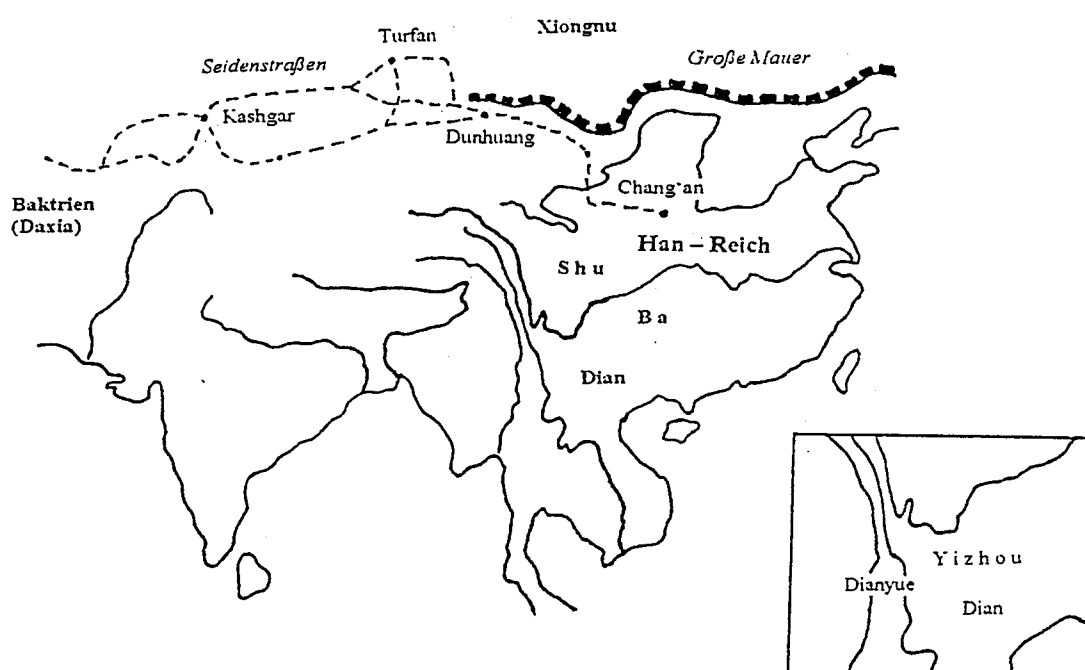 Xiongnu
Turfan
Seidenstraßen
Große Mauer
Kashgar
Dunhuang
Chang'an
Baktrien
(Daxia)
Han – Reich
Shu
Ba
Dian
Yizhou
Dianyue
Dian